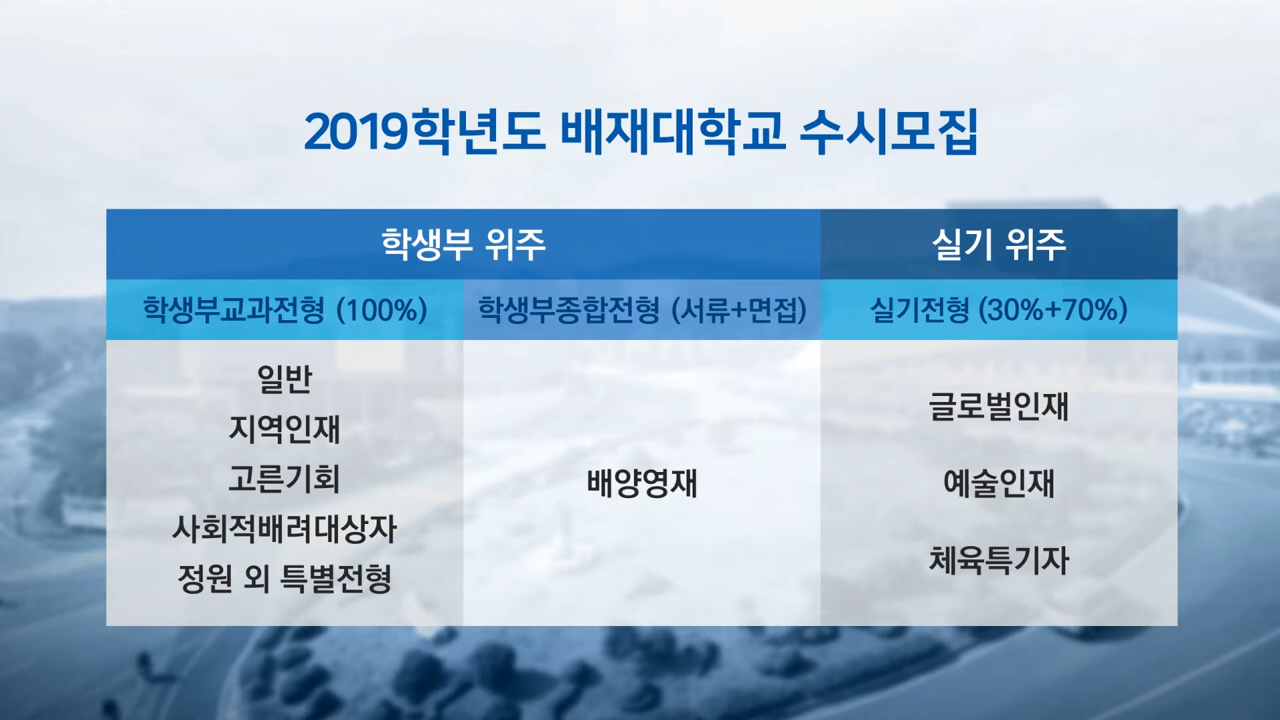 2019학년도 배재대학교 수시모집
학생부 위주
실기 위주
학생부교과전형 (100%)
학생부종합전형 (서류+면접)
실기전형 (30%+70%)
일반
지역인재
고른기회
사회적배려대상자
정원 외 특별전형
배양영재
글로벌인재
예술인재
체육특기자